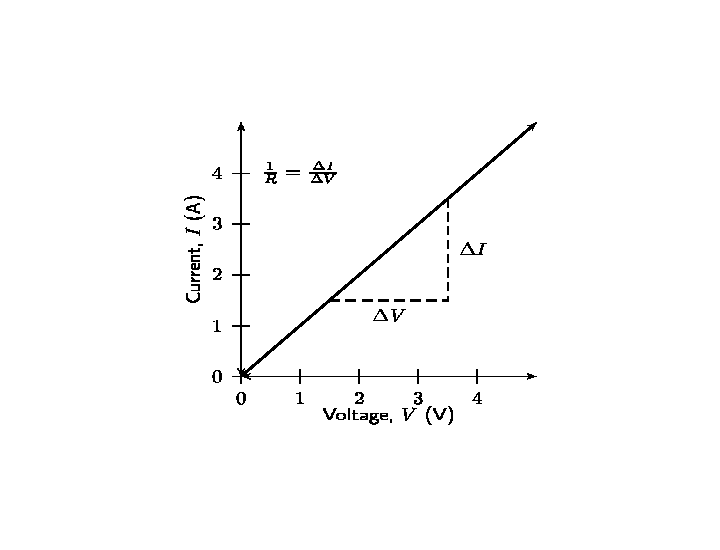 4
1/R = ΔI/ΔV
3
2
1
0
Current, I (A)
ΔI
ΔV
0 1 2 3 4
Voltage, V (V)